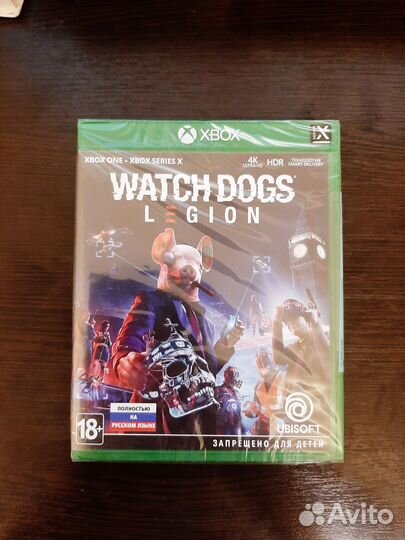 XBOX
XBOX ONE • XBOX SERIES X
4K
ULTRA HD
HDR
ТЕХНОЛОГИЯ
SMART DELIVERY
WATCH DOGS
LEGION
ПОЛНОСТЬЮ
НА
РУССКОМ ЯЗЫКЕ
18+
UBISOFT
ЗАПРЕЩЕНО ДЛЯ ДЕТЕЙ
Avito